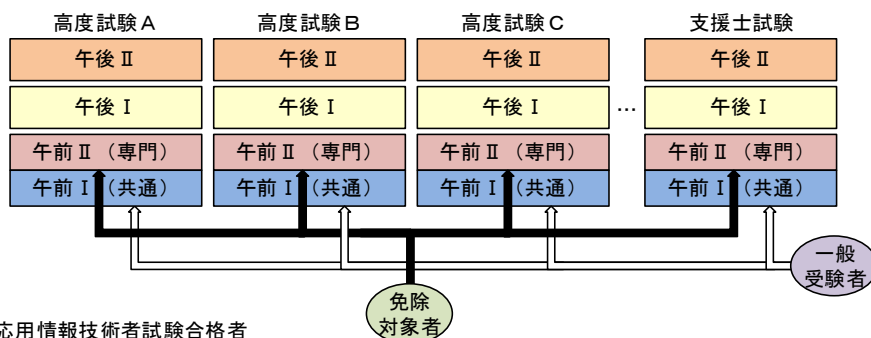 高度試験A 高度試験B 高度試験C 支援士試験
午後Ⅱ 午後Ⅱ 午後Ⅱ 午後Ⅱ
午後Ⅰ 午後Ⅰ 午後Ⅰ … 午後Ⅰ
午前Ⅱ（専門） 午前Ⅱ（専門） 午前Ⅱ（専門） 午前Ⅱ（専門）
午前Ⅰ（共通） 午前Ⅰ（共通） 午前Ⅰ（共通） 午前Ⅰ（共通）
一般
受験者
免除
対象者
応用情報技術者試験合格者